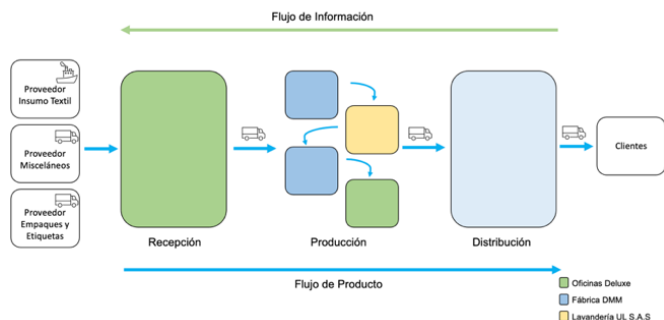 Flujo de Información
Proveedor
Insumo Textil
Proveedor
Misceláneos
Proveedor
Empaques y
Etiquetas
Recepción
Producción
Distribución
Clientes
Flujo de Producto
Oficinas Deluxe
Fábrica DMM
Lavandería UL S.A.S